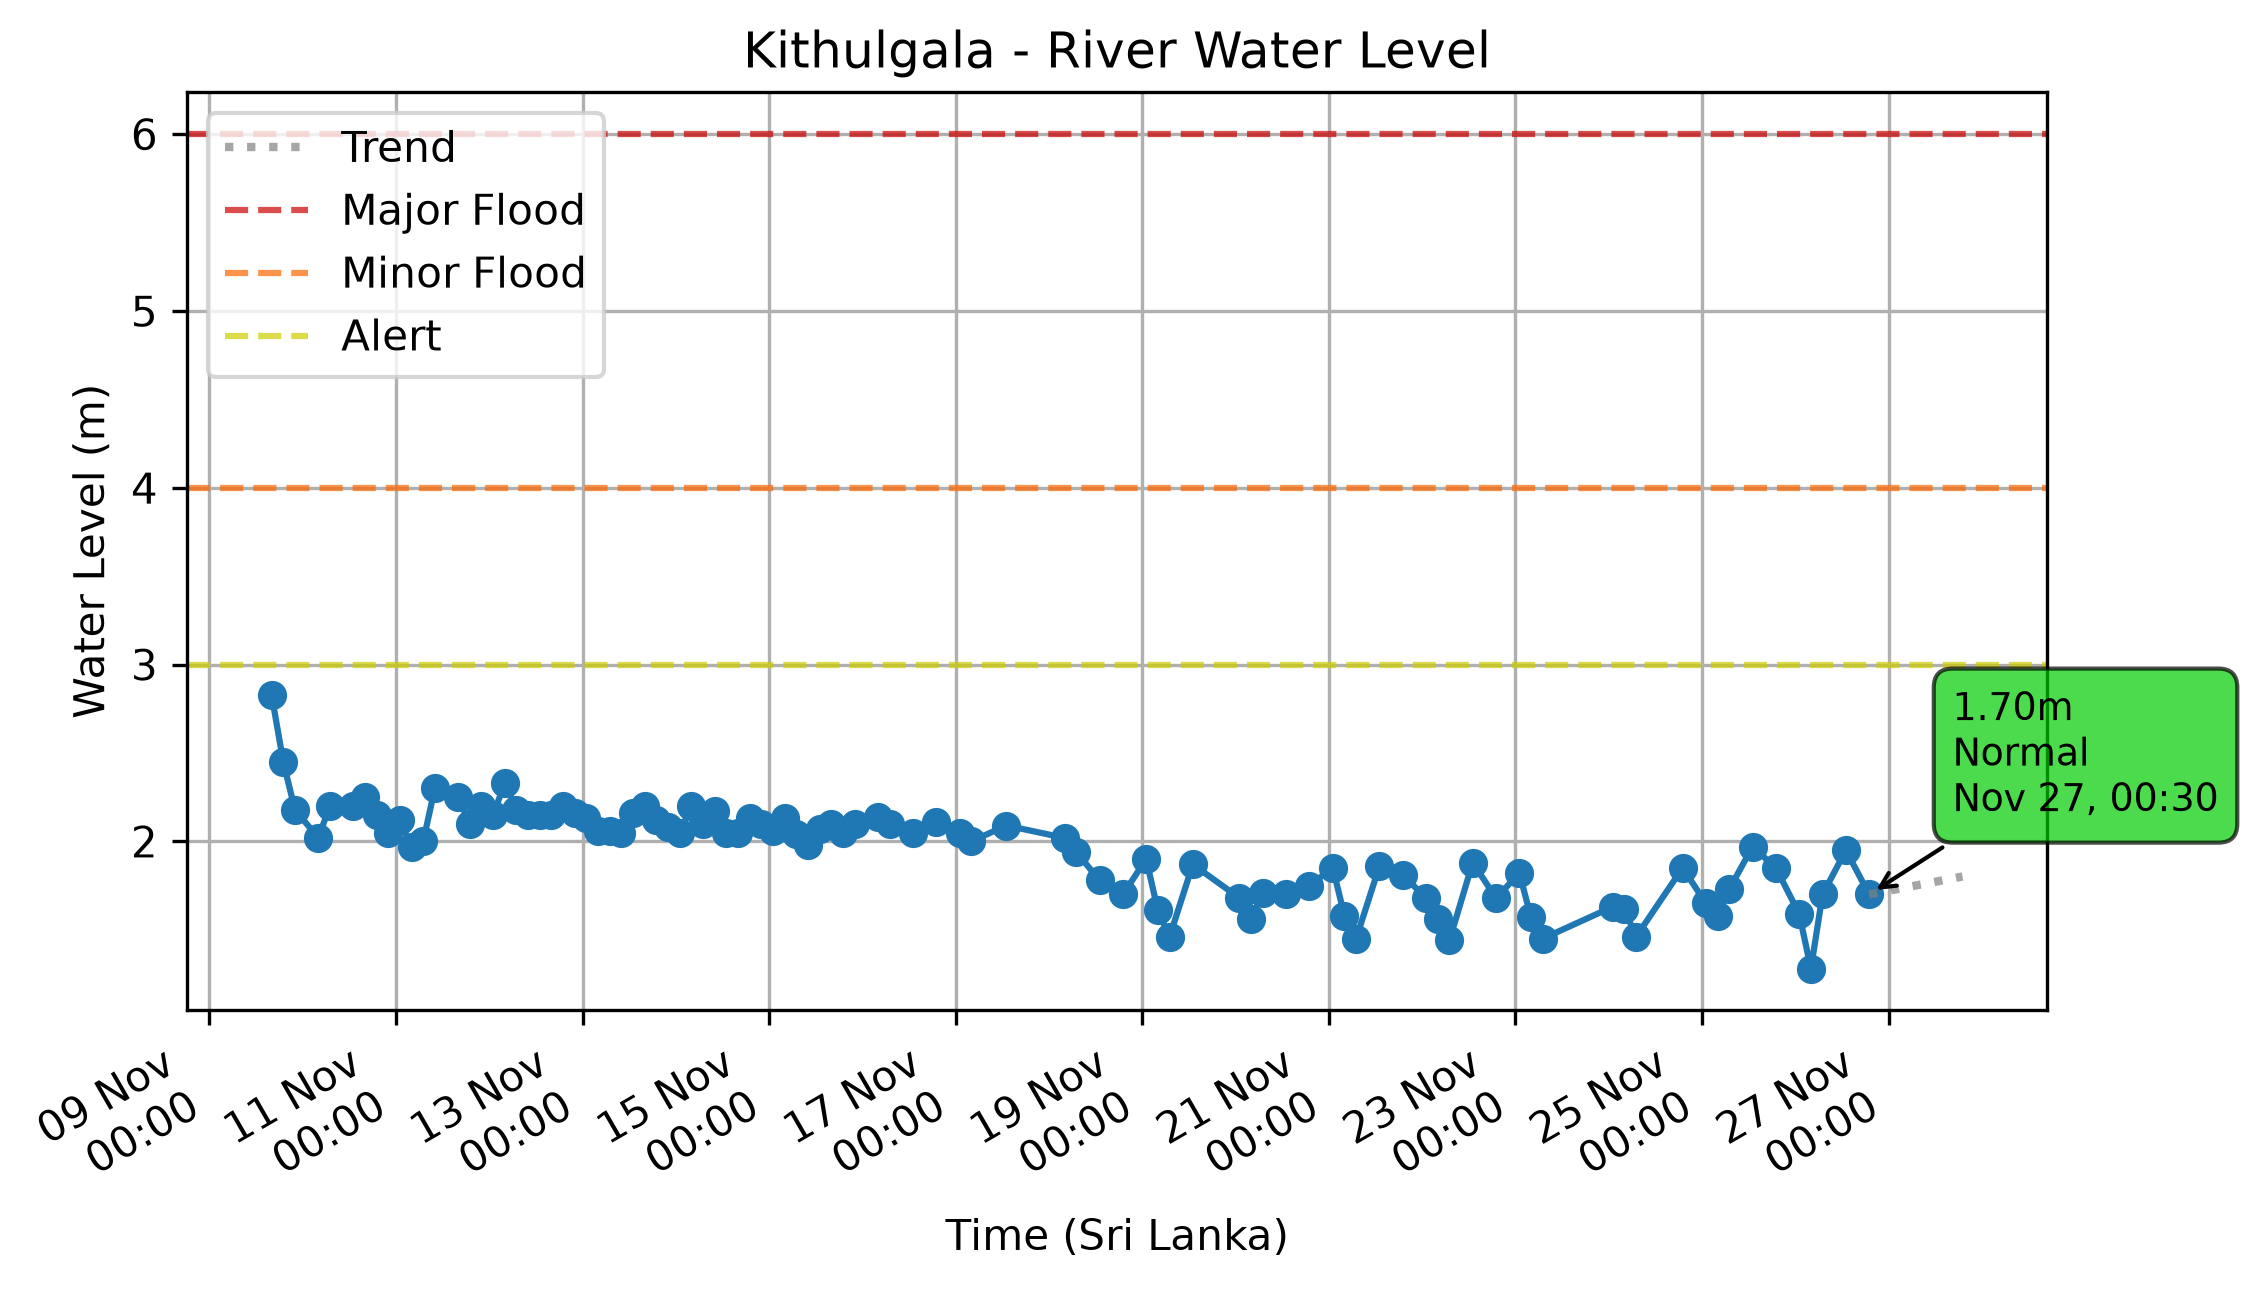 Kithulgala - River Water Level
Trend
Major Flood
Minor Flood
Alert
6
5
4
3
2
Water Level (m)
1.70m
Normal
Nov 27, 00:30
09 Nov
00:00
11 Nov
00:00
13 Nov
00:00
15 Nov
00:00
17 Nov
00:00
19 Nov
00:00
21 Nov
00:00
23 Nov
00:00
25 Nov
00:00
27 Nov
00:00
Time (Sri Lanka)